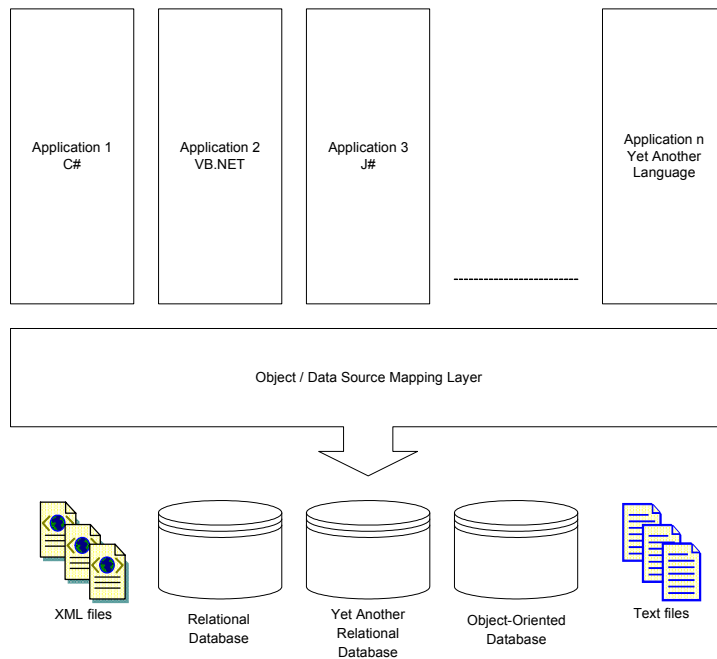 Application 1
C#
Application 2
VB.NET
Application 3
J#
Application n
Yet Another
Language
---------------------------
Object / Data Source Mapping Layer
XML files
Relational
Database
Yet Another
Relational
Database
Object-Oriented
Database
Text files